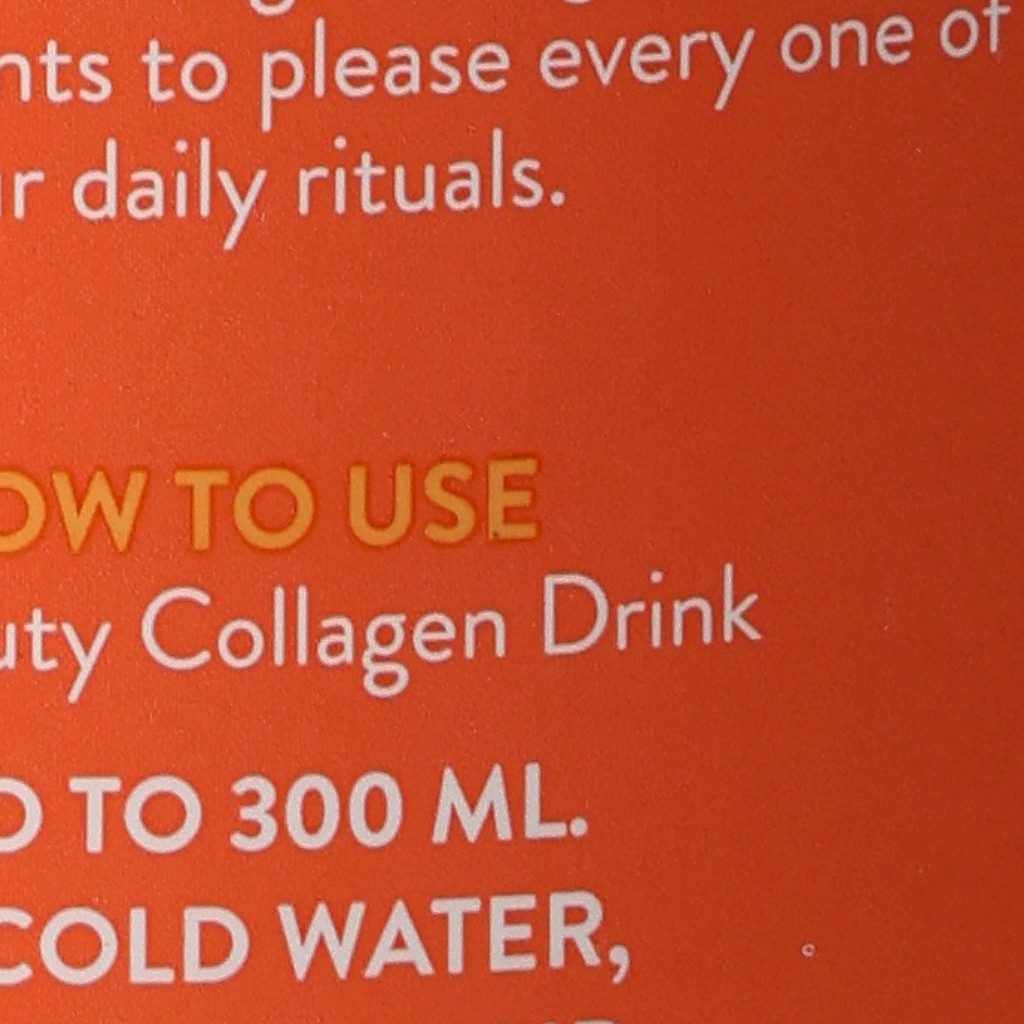 nts to please every one of
ur daily rituals.
OW TO USE
uty Collagen Drink
D TO 300 ML.
COLD WATER,